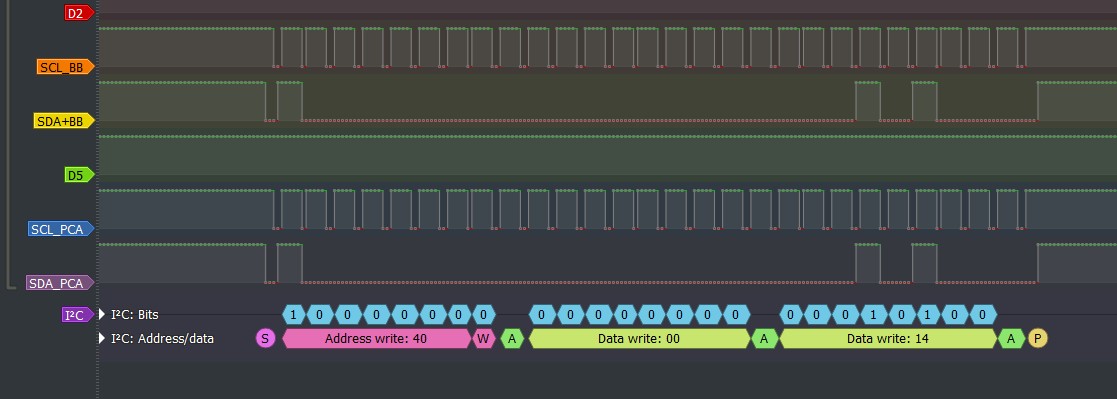 D2
SCL_BB
SDA+BB
D5
SCL_PCA
SDA_PCA
I²C I²C: Bits 1 0 0 0 0 0 0 0 0 0 0 0 0 0 0 0 0 0 0 1 0 1 0 0
I²C: Address/data S Address write: 40 W A Data write: 00 A Data write: 14 A P